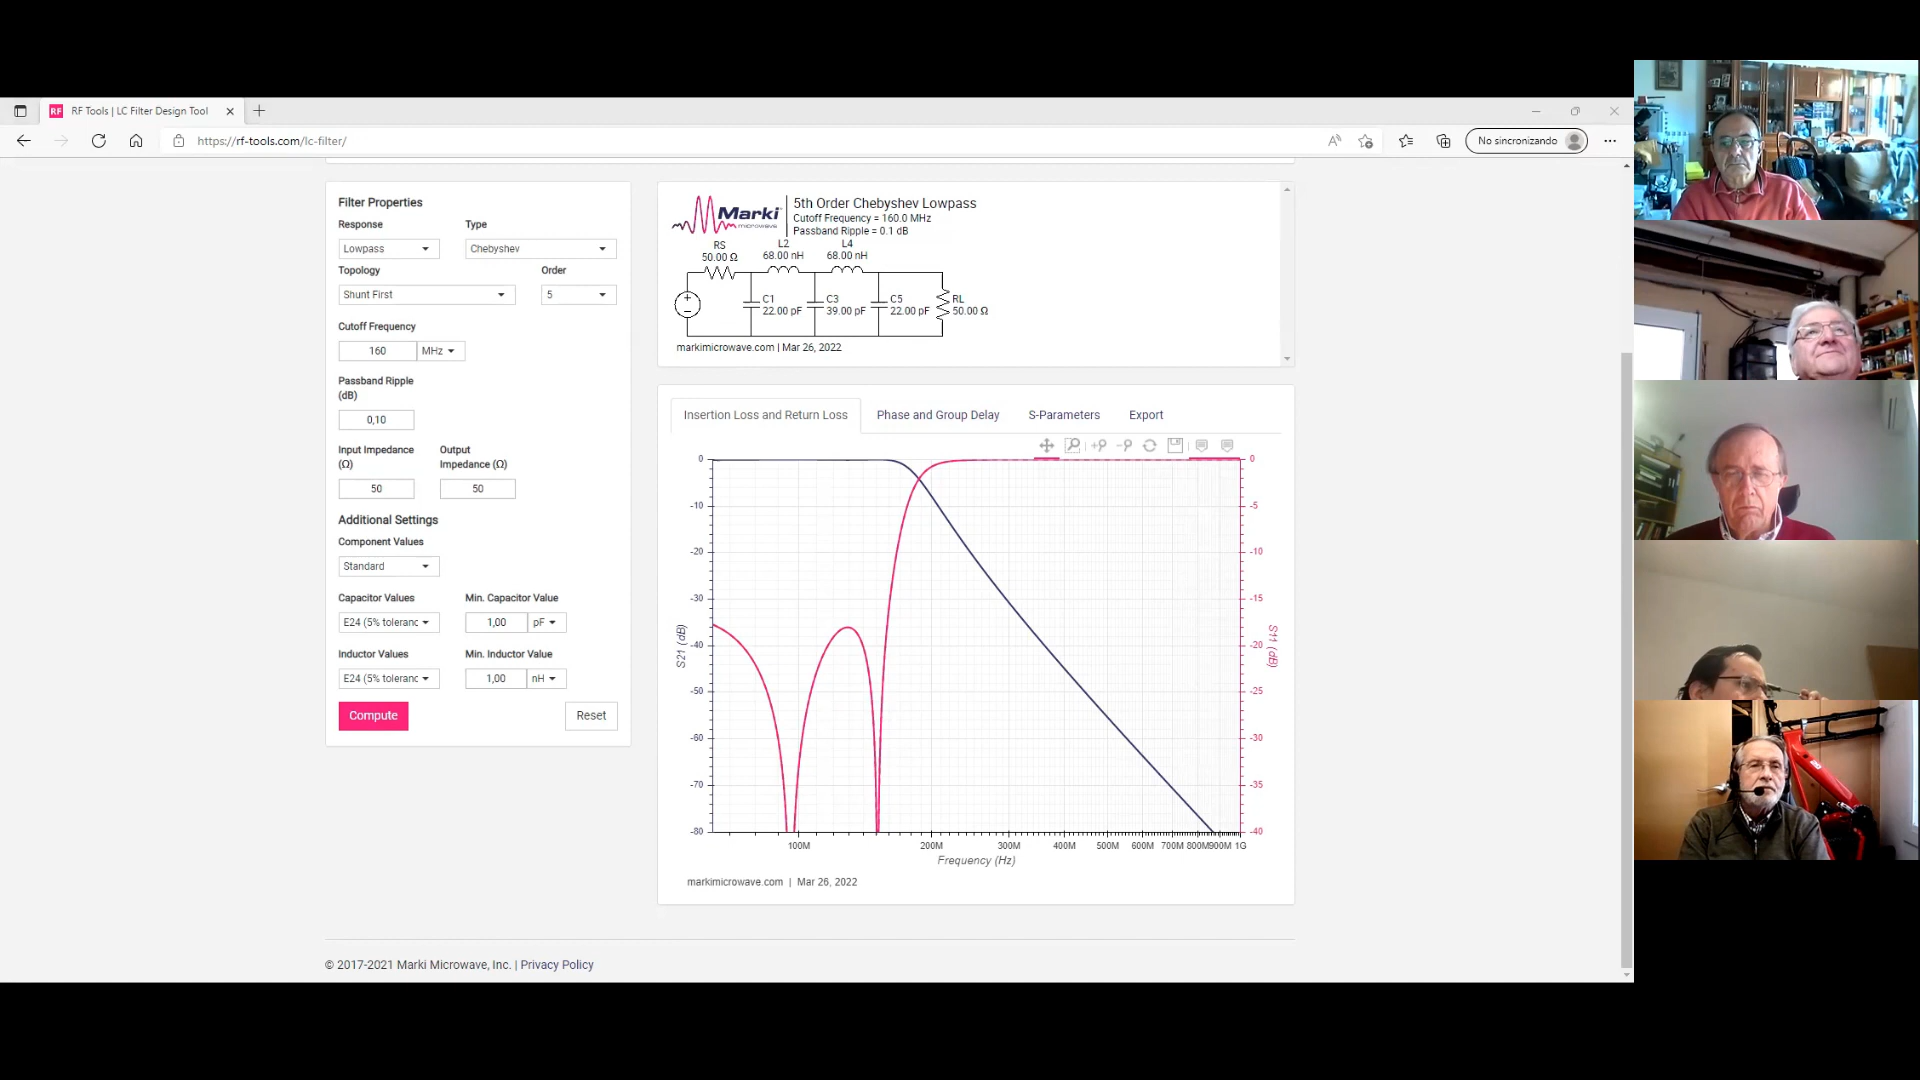 RF Tools | LC Filter Design Tool
https://rf-tools.com/lc-filter/
No sincronizando
Filter Properties
Response Type
Lowpass Chebyshev
Topology Order
Shunt First 5
Cutoff Frequency
160 MHz
Passband Ripple
(dB)
0,10
Input Impedance Output
(Ω) Impedance (Ω)
50 50
Additional Settings
Component Values
Standard
Capacitor Values Min. Capacitor Value
E24 (5% toleranc 1,00 pF
Inductor Values Min. Inductor Value
E24 (5% toleranc 1,00 nH
Compute Reset
Marki
microwave
5th Order Chebyshev Lowpass
Cutoff Frequency = 160.0 MHz
Passband Ripple = 0.1 dB
RS L2 L4
50.00 Ω 68.00 nH 68.00 nH
C1 C3 C5 RL
22.00 pF 39.00 pF 22.00 pF 50.00 Ω
markimicrowave.com | Mar 26, 2022
Insertion Loss and Return Loss Phase and Group Delay S-Parameters Export
0 0
-10 -5
-20 -10
-30 -15
-40 -20
-50 -25
-60 -30
-70 -35
-80 -40
S21 (dB)
S11 (dB)
100M 200M 300M 400M 500M 600M 700M 800M 900M 1G
Frequency (Hz)
markimicrowave.com | Mar 26, 2022
© 2017-2021 Marki Microwave, Inc. | Privacy Policy